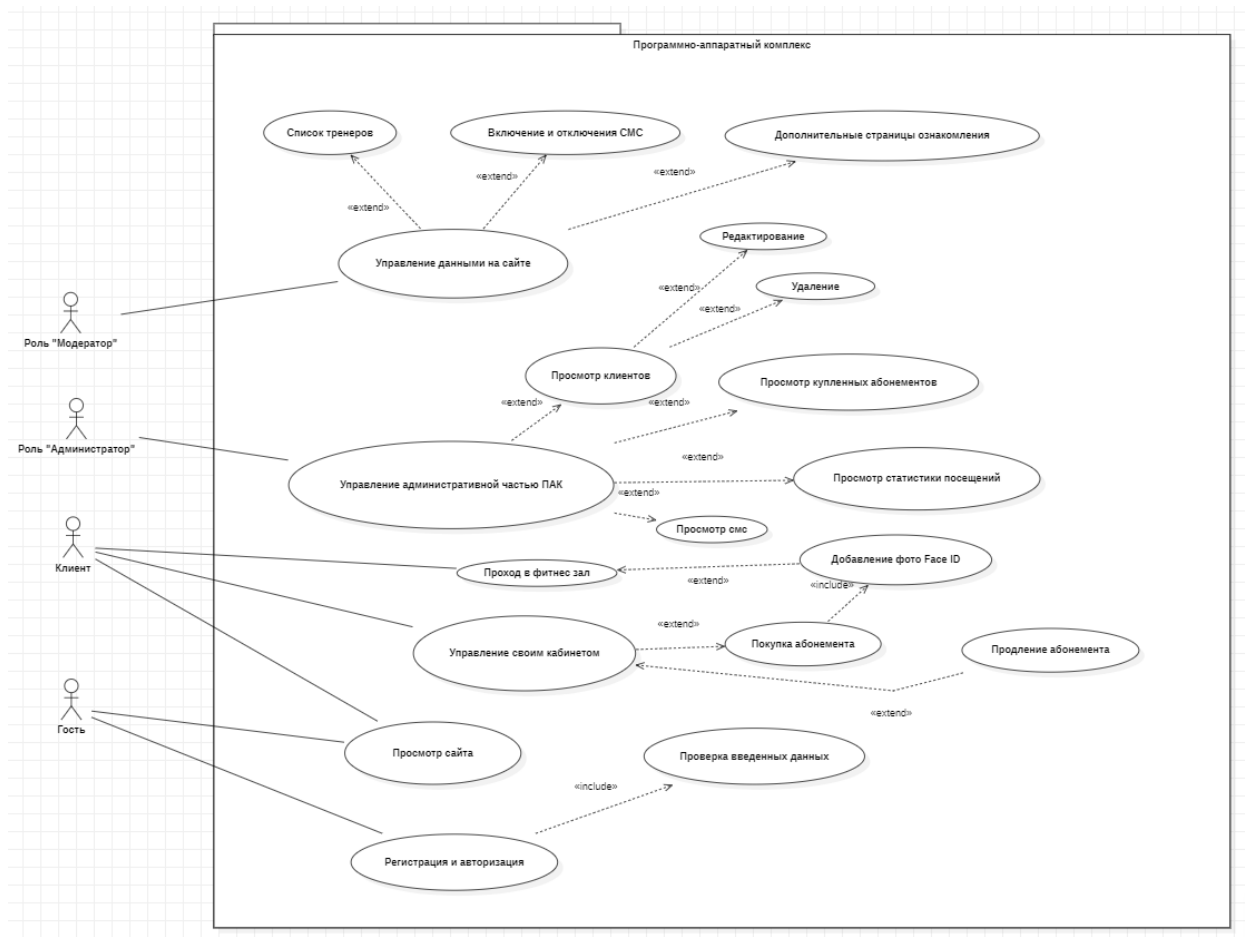 Программно-аппаратный комплекс
Список тренеров
Включение и отключения СМС
Дополнительные страницы ознакомления
«extend»
«extend»
«extend»
Управление данными на сайте
Редактирование
Удаление
«extend»
«extend»
Роль "Модератор"
Просмотр клиентов
Просмотр купленных абонементов
«extend»
«extend»
Роль "Администратор"
«extend»
Управление административной частью ПАК
Просмотр статистики посещений
«extend»
Просмотр смс
Клиент
Проход в фитнес зал
Добавление фото Face ID
«extend»
«include»
«extend»
Управление своим кабинетом
Покупка абонемента
Продление абонемента
«extend»
Гость
Просмотр сайта
Проверка введенных данных
«include»
Регистрация и авторизация